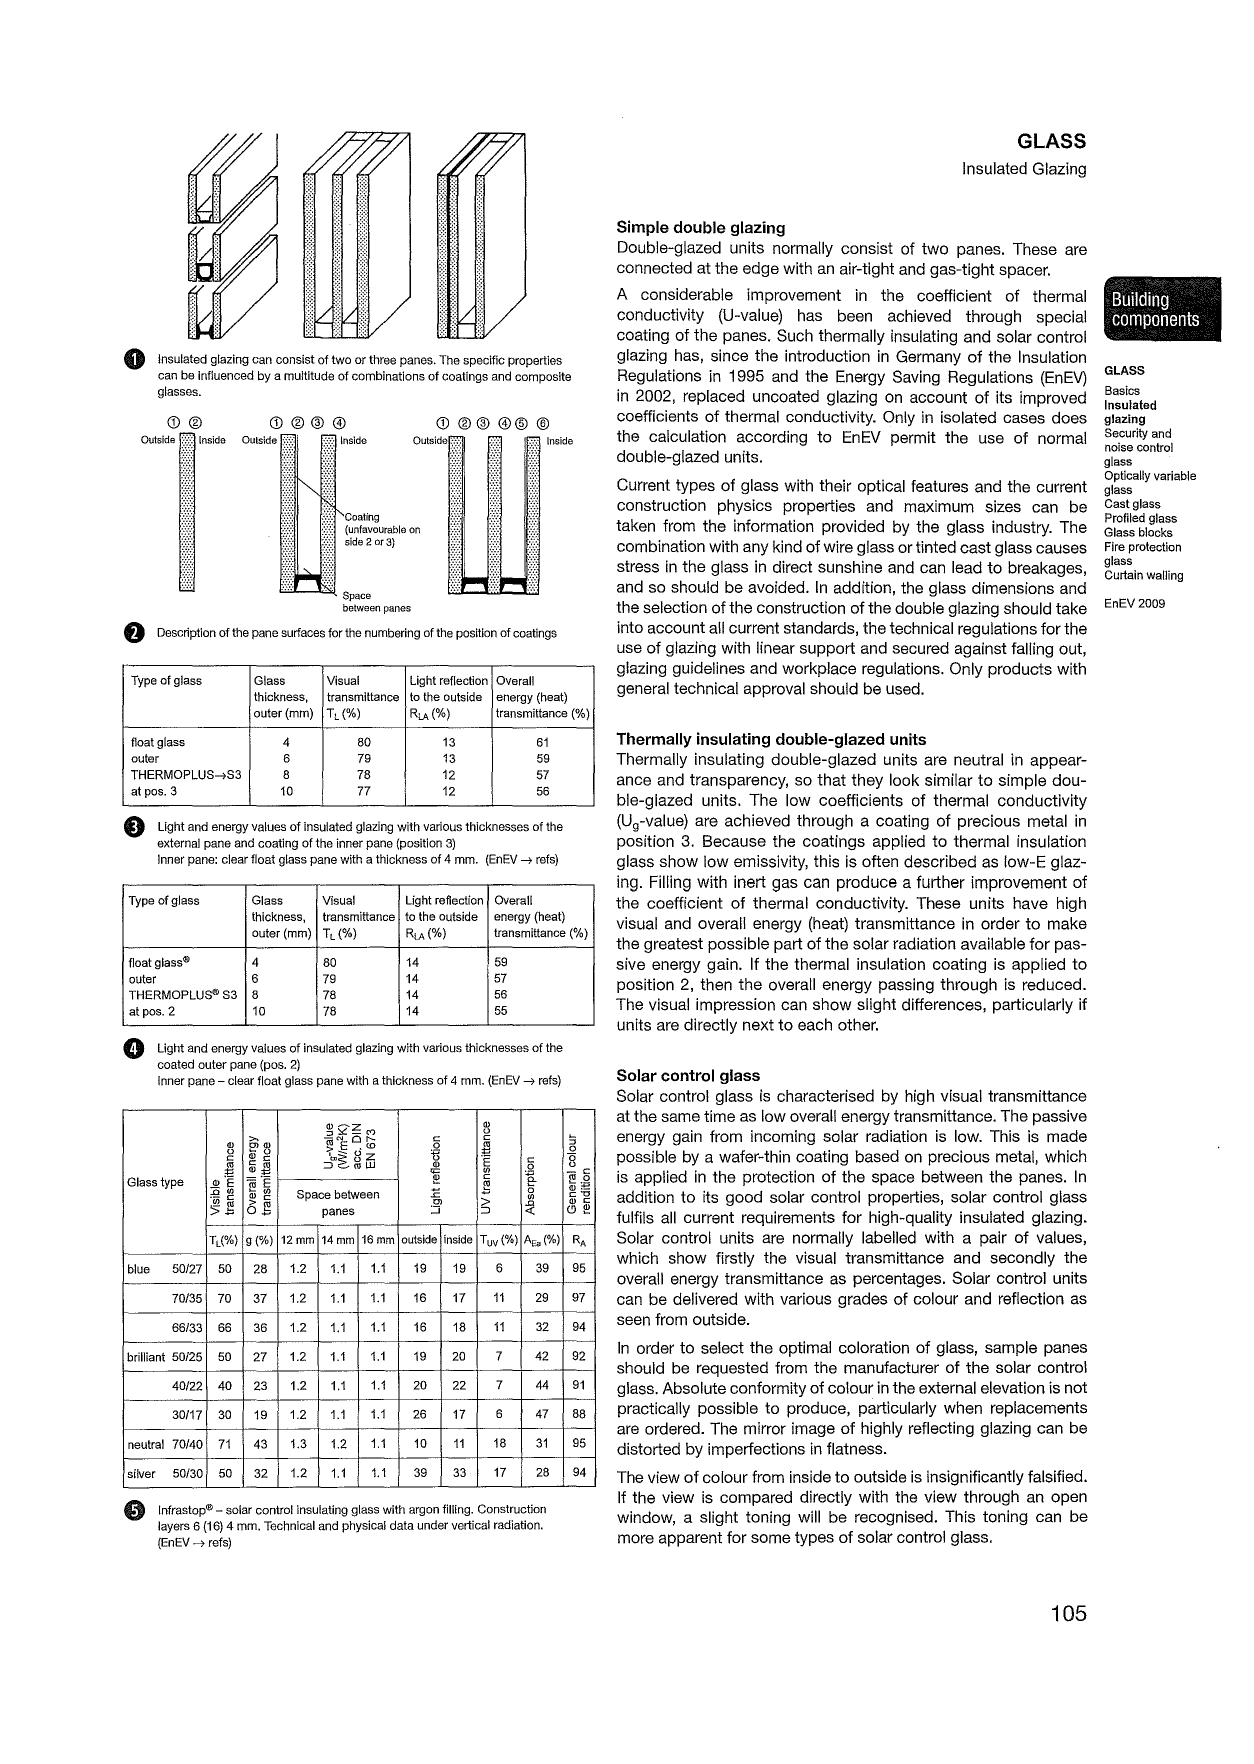 GLASS
Insulated Glazing
❶ Insulated glazing can consist of two or three panes. The specific properties
can be influenced by a multitude of combinations of coatings and composite
glasses.
① ② ① ② ③ ④ ① ② ③ ④ ⑤ ⑥
Outside Inside Outside Inside Outside Inside
Coating
(unfavourable on
side 2 or 3)
Space
between panes
❷ Description of the pane surfaces for the numbering of the position of coatings
Type of glass Glass Visual Light reflection Overall
thickness, transmittance to the outside energy (heat)
outer (mm) TL (%) RLA (%) transmittance (%)
float glass 4 80 13 61
outer 6 79 13 59
THERMOPLUS→S3 8 78 12 57
at pos. 3 10 77 12 56
❸ Light and energy values of insulated glazing with various thicknesses of the
external pane and coating of the inner pane (position 3)
Inner pane: clear float glass pane with a thickness of 4 mm. (EnEV → refs)
Type of glass Glass Visual Light reflection Overall
thickness, transmittance to the outside energy (heat)
outer (mm) TL (%) RLA (%) transmittance (%)
float glass® 4 80 14 59
outer 6 79 14 57
THERMOPLUS® S3 8 78 14 56
at pos. 2 10 78 14 55
❹ Light and energy values of insulated glazing with various thicknesses of the
coated outer pane (pos. 2)
Inner pane – clear float glass pane with a thickness of 4 mm. (EnEV → refs)
Glass type
Visible
transmittance
Overall energy
transmittance
Ug-value
(W/m²K)
acc. DIN
EN 673
Space between
panes
Light reflection
UV transmittance
Absorption
General colour
rendition
TL(%) g (%) 12 mm 14 mm 16 mm outside inside TUV (%) AEa (%) RA
blue 50/27 50 28 1.2 1.1 1.1 19 19 6 39 95
70/35 70 37 1.2 1.1 1.1 16 17 11 29 97
66/33 66 36 1.2 1.1 1.1 16 18 11 32 94
brilliant 50/25 50 27 1.2 1.1 1.1 19 20 7 42 92
40/22 40 23 1.2 1.1 1.1 20 22 7 44 91
30/17 30 19 1.2 1.1 1.1 26 17 6 47 88
neutral 70/40 71 43 1.3 1.2 1.1 10 11 18 31 95
silver 50/30 50 32 1.2 1.1 1.1 39 33 17 28 94
❺ Infrastop® – solar control insulating glass with argon filling. Construction
layers 6 (16) 4 mm. Technical and physical data under vertical radiation.
(EnEV → refs)
Simple double glazing
Double-glazed units normally consist of two panes. These are
connected at the edge with an air-tight and gas-tight spacer.
A considerable improvement in the coefficient of thermal
conductivity (U-value) has been achieved through special
coating of the panes. Such thermally insulating and solar control
glazing has, since the introduction in Germany of the Insulation
Regulations in 1995 and the Energy Saving Regulations (EnEV)
in 2002, replaced uncoated glazing on account of its improved
coefficients of thermal conductivity. Only in isolated cases does
the calculation according to EnEV permit the use of normal
double-glazed units.
Current types of glass with their optical features and the current
construction physics properties and maximum sizes can be
taken from the information provided by the glass industry. The
combination with any kind of wire glass or tinted cast glass causes
stress in the glass in direct sunshine and can lead to breakages,
and so should be avoided. In addition, the glass dimensions and
the selection of the construction of the double glazing should take
into account all current standards, the technical regulations for the
use of glazing with linear support and secured against falling out,
glazing guidelines and workplace regulations. Only products with
general technical approval should be used.
Thermally insulating double-glazed units
Thermally insulating double-glazed units are neutral in appear-
ance and transparency, so that they look similar to simple dou-
ble-glazed units. The low coefficients of thermal conductivity
(Ug-value) are achieved through a coating of precious metal in
position 3. Because the coatings applied to thermal insulation
glass show low emissivity, this is often described as low-E glaz-
ing. Filling with inert gas can produce a further improvement of
the coefficient of thermal conductivity. These units have high
visual and overall energy (heat) transmittance in order to make
the greatest possible part of the solar radiation available for pas-
sive energy gain. If the thermal insulation coating is applied to
position 2, then the overall energy passing through is reduced.
The visual impression can show slight differences, particularly if
units are directly next to each other.
Solar control glass
Solar control glass is characterised by high visual transmittance
at the same time as low overall energy transmittance. The passive
energy gain from incoming solar radiation is low. This is made
possible by a wafer-thin coating based on precious metal, which
is applied in the protection of the space between the panes. In
addition to its good solar control properties, solar control glass
fulfils all current requirements for high-quality insulated glazing.
Solar control units are normally labelled with a pair of values,
which show firstly the visual transmittance and secondly the
overall energy transmittance as percentages. Solar control units
can be delivered with various grades of colour and reflection as
seen from outside.
In order to select the optimal coloration of glass, sample panes
should be requested from the manufacturer of the solar control
glass. Absolute conformity of colour in the external elevation is not
practically possible to produce, particularly when replacements
are ordered. The mirror image of highly reflecting glazing can be
distorted by imperfections in flatness.
The view of colour from inside to outside is insignificantly falsified.
If the view is compared directly with the view through an open
window, a slight toning will be recognised. This toning can be
more apparent for some types of solar control glass.
Building
components
GLASS
Basics
Insulated
glazing
Security and
noise control
glass
Optically variable
glass
Cast glass
Profiled glass
Glass blocks
Fire protection
glass
Curtain walling
EnEV 2009
105